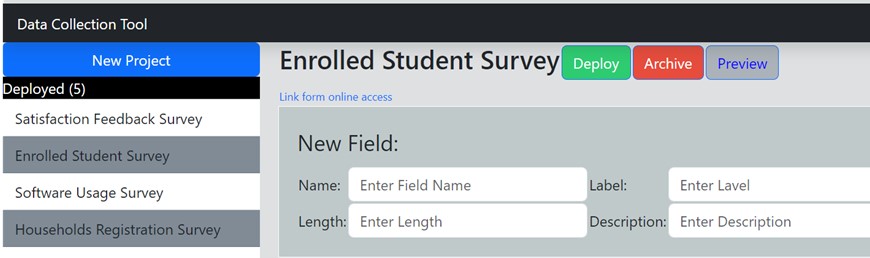 Data Collection Tool
New Project
Deployed (5)
Satisfaction Feedback Survey
Enrolled Student Survey
Software Usage Survey
Households Registration Survey
Enrolled Student Survey Deploy Archive Preview
Link form online access
New Field:
Name: Enter Field Name Label: Enter Lavel
Length: Enter Length Description: Enter Description